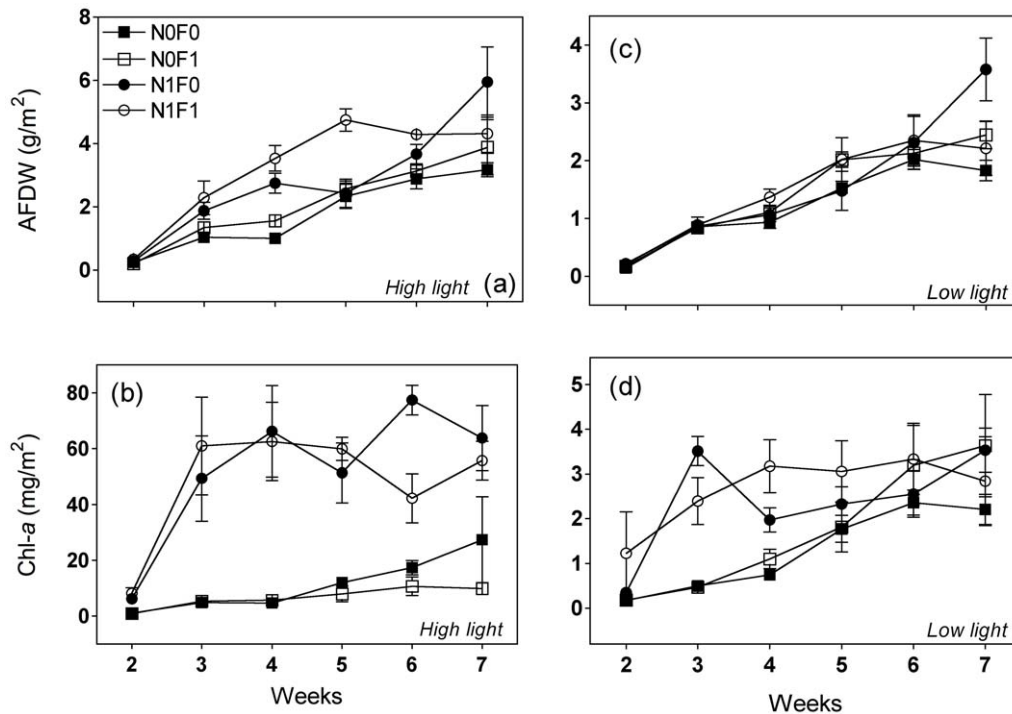 8
6
4
2
0
AFDW (g/m²)
N0F0
N0F1
N1F0
N1F1
High light
(a)
4
3
2
1
0
(c)
Low light
80
60
40
20
0
Chl-a (mg/m²)
(b)
High light
2 3 4 5 6 7
Weeks
5
4
3
2
1
0
(d)
Low light
2 3 4 5 6 7
Weeks